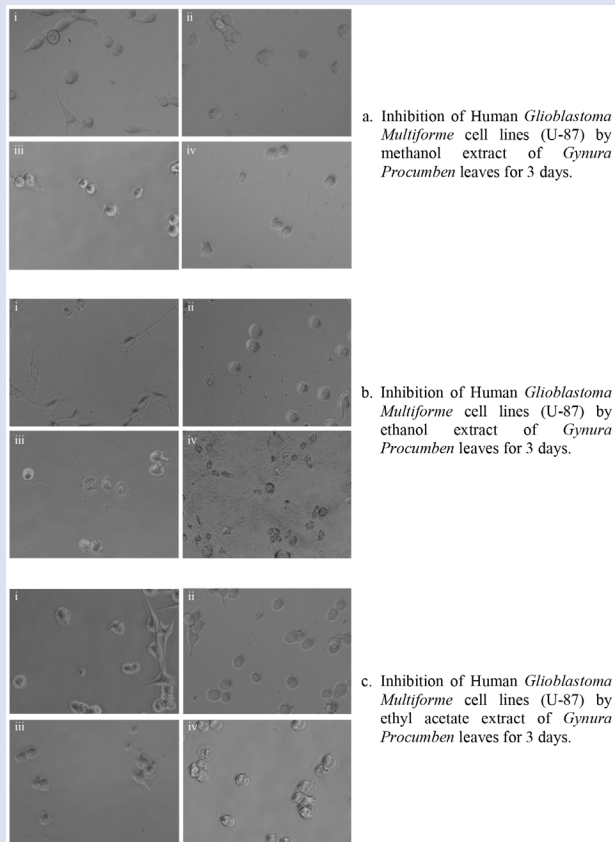 i
ii
a. Inhibition of Human Glioblastoma
Multiforme cell lines (U-87) by
methanol extract of Gynura
Procumben leaves for 3 days.
iii
iv
i
ii
b. Inhibition of Human Glioblastoma
Multiforme cell lines (U-87) by
ethanol extract of Gynura
Procumben leaves for 3 days.
iii
iv
i
ii
c. Inhibition of Human Glioblastoma
Multiforme cell lines (U-87) by
ethyl acetate extract of Gynura
Procumben leaves for 3 days.
iii
iv